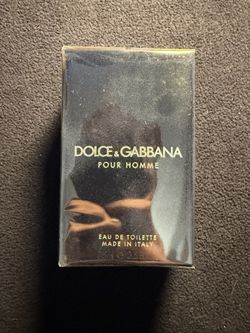 DOLCE & GABBANA
POUR HOMME
EAU DE TOILETTE
MADE IN ITALY